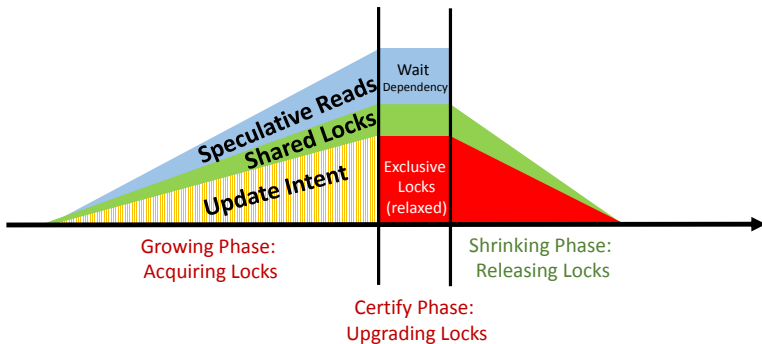 Speculative Reads
Shared Locks
Update Intent
Wait
Dependency
Exclusive
Locks
(relaxed)
Growing Phase:
Acquiring Locks
Shrinking Phase:
Releasing Locks
Certify Phase:
Upgrading Locks